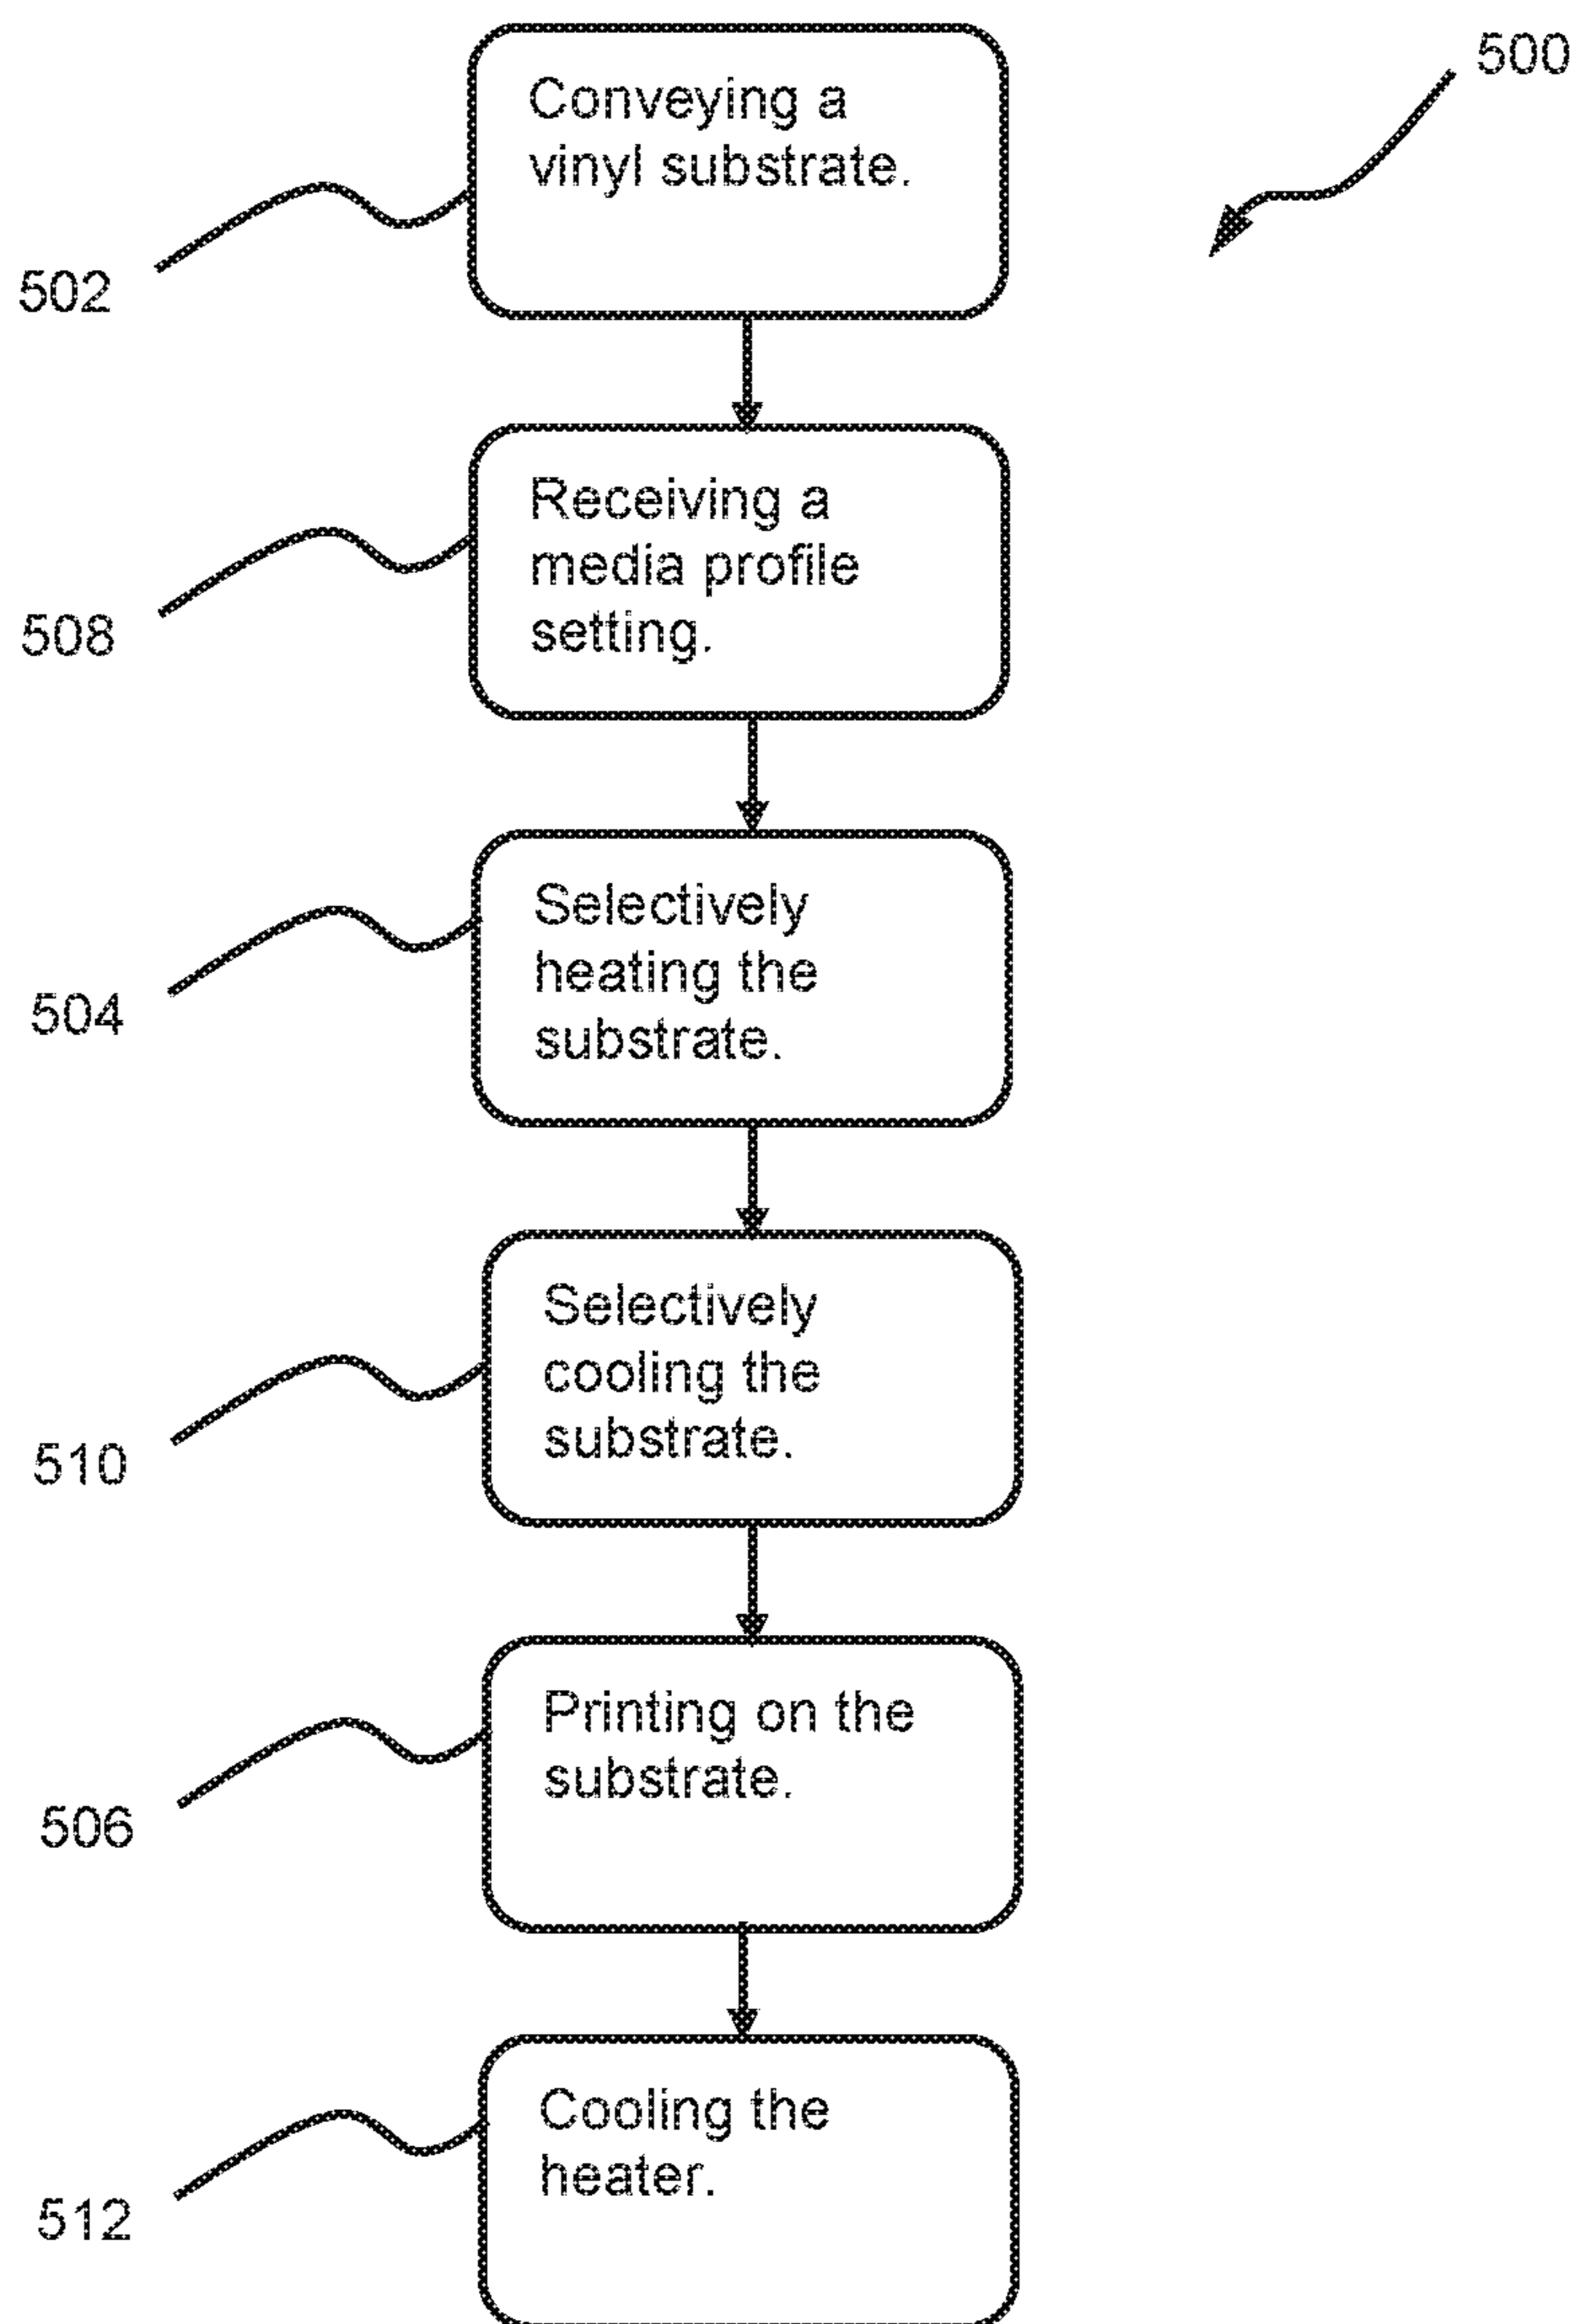 500
Conveying a
vinyl substrate.
502
Receiving a
media profile
setting.
508
Selectively
heating the
substrate.
504
Selectively
cooling the
substrate.
510
Printing on the
substrate.
506
Cooling the
heater.
512